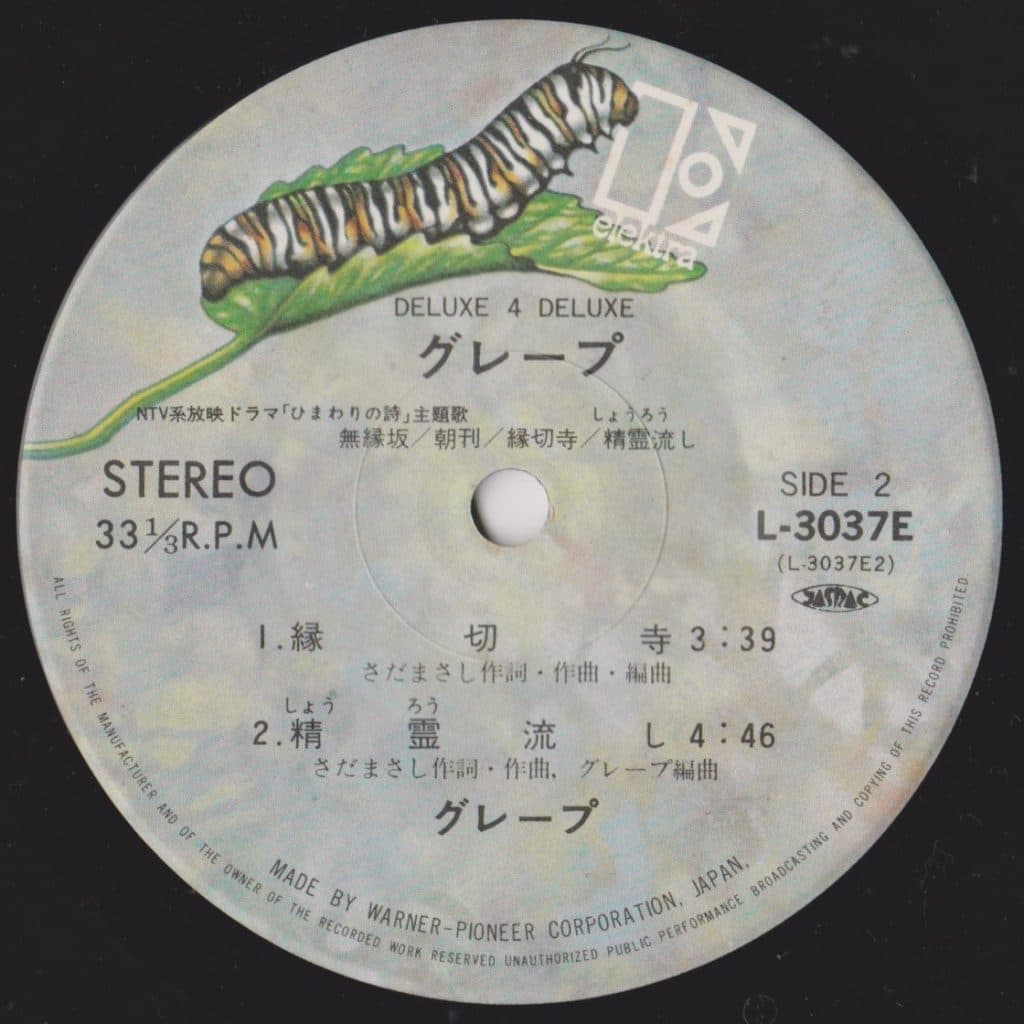 elektra
DELUXE 4 DELUXE
グレープ
NTV系放映ドラマ「ひまわりの詩」主題歌
しょうろう
無縁坂／朝刊／縁切寺／精霊流し
STEREO
33 1/3 R.P.M
SIDE 2
L-3037E
(L-3037E2)
JASRAC
1.縁切寺 3:39
さだまさし作詞・作曲・編曲
しょう ろう
2.精霊流し 4:46
さだまさし作詞・作曲，グレープ編曲
グレープ
MADE BY WARNER-PIONEER CORPORATION, JAPAN.
ALL RIGHTS OF THE MANUFACTURER AND OF THE OWNER OF THE RECORDED WORK RESERVED UNAUTHORIZED PUBLIC PERFORMANCE BROADCASTING AND COPYING OF THIS RECORD PROHIBITED